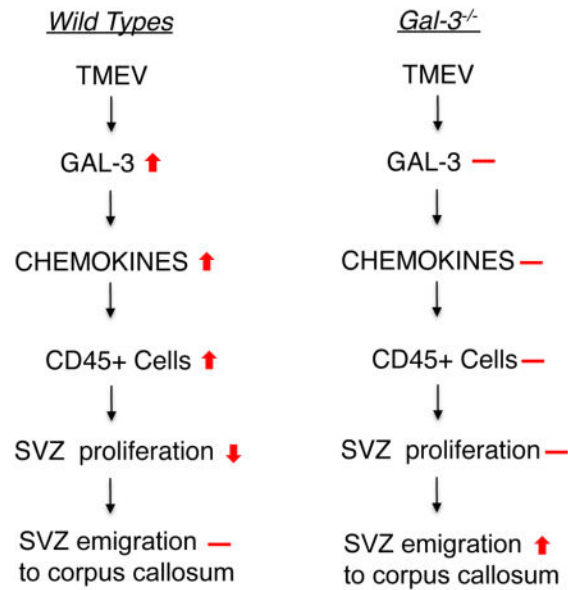 Wild Types
TMEV
GAL-3
CHEMOKINES
CD45+ Cells
SVZ proliferation
SVZ emigration
to corpus callosum
Gal-3-/-
TMEV
GAL-3
CHEMOKINES
CD45+ Cells
SVZ proliferation
SVZ emigration
to corpus callosum